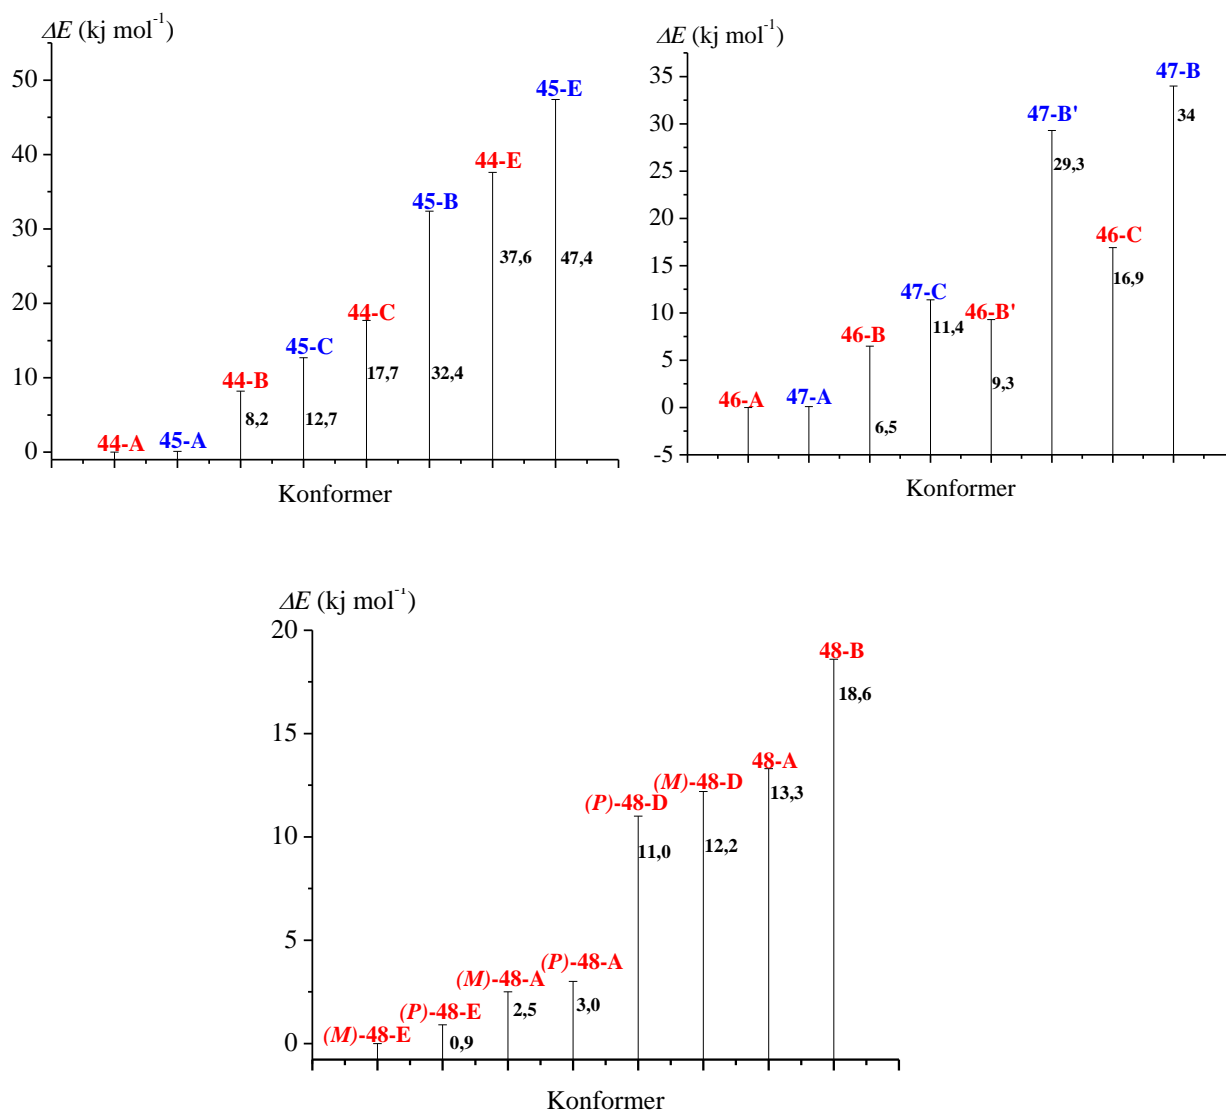 ΔE (kj mol⁻¹)
50
40
30
20
10
0
44-A
45-A
44-B
8,2
45-C
12,7
44-C
17,7
45-B
32,4
44-E
37,6
45-E
47,4
Konformer
ΔE (kj mol⁻¹)
35
30
25
20
15
10
5
0
-5
46-A
47-A
46-B
6,5
47-C
11,4
46-B'
9,3
47-B'
29,3
46-C
16,9
47-B
34
Konformer
ΔE (kj mol⁻¹)
20
15
10
5
0
(M)-48-E
(P)-48-E
0,9
(M)-48-A
2,5
(P)-48-A
3,0
(P)-48-D
11,0
(M)-48-D
12,2
48-A
13,3
48-B
18,6
Konformer